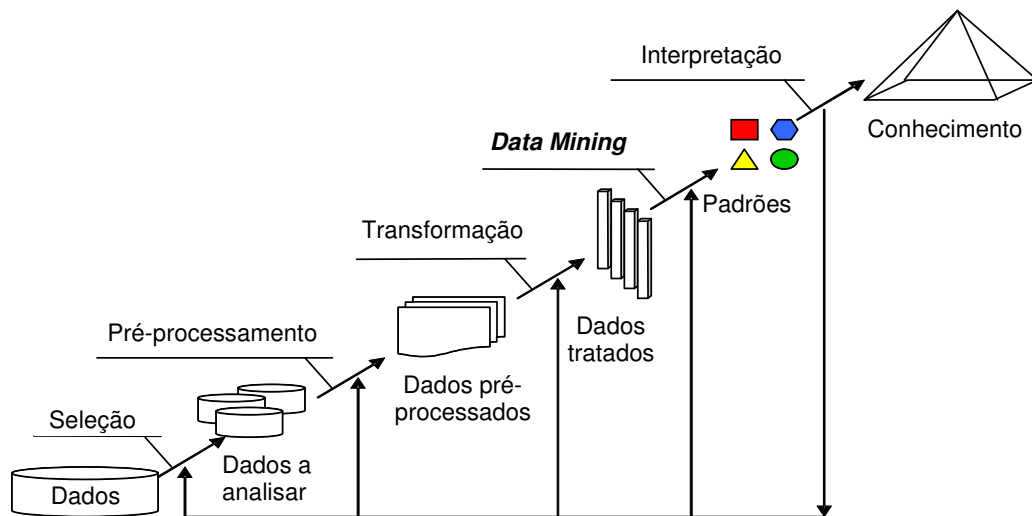 Interpretação
Conhecimento
Data Mining
Padrões
Transformação
Dados
tratados
Pré-processamento
Dados pré-
processados
Seleção
Dados a
analisar
Dados